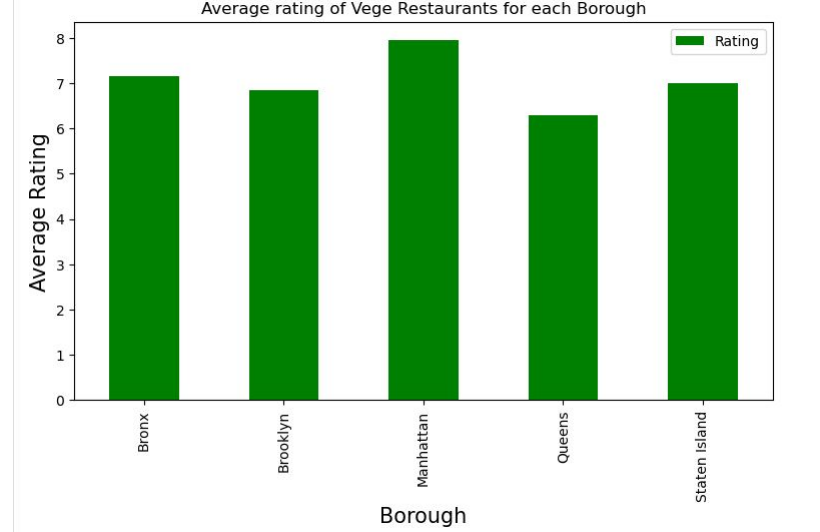 Average rating of Vege Restaurants for each Borough
Rating
8
7
6
5
4
3
2
1
0
Average Rating
Bronx
Brooklyn
Manhattan
Queens
Staten Island
Borough